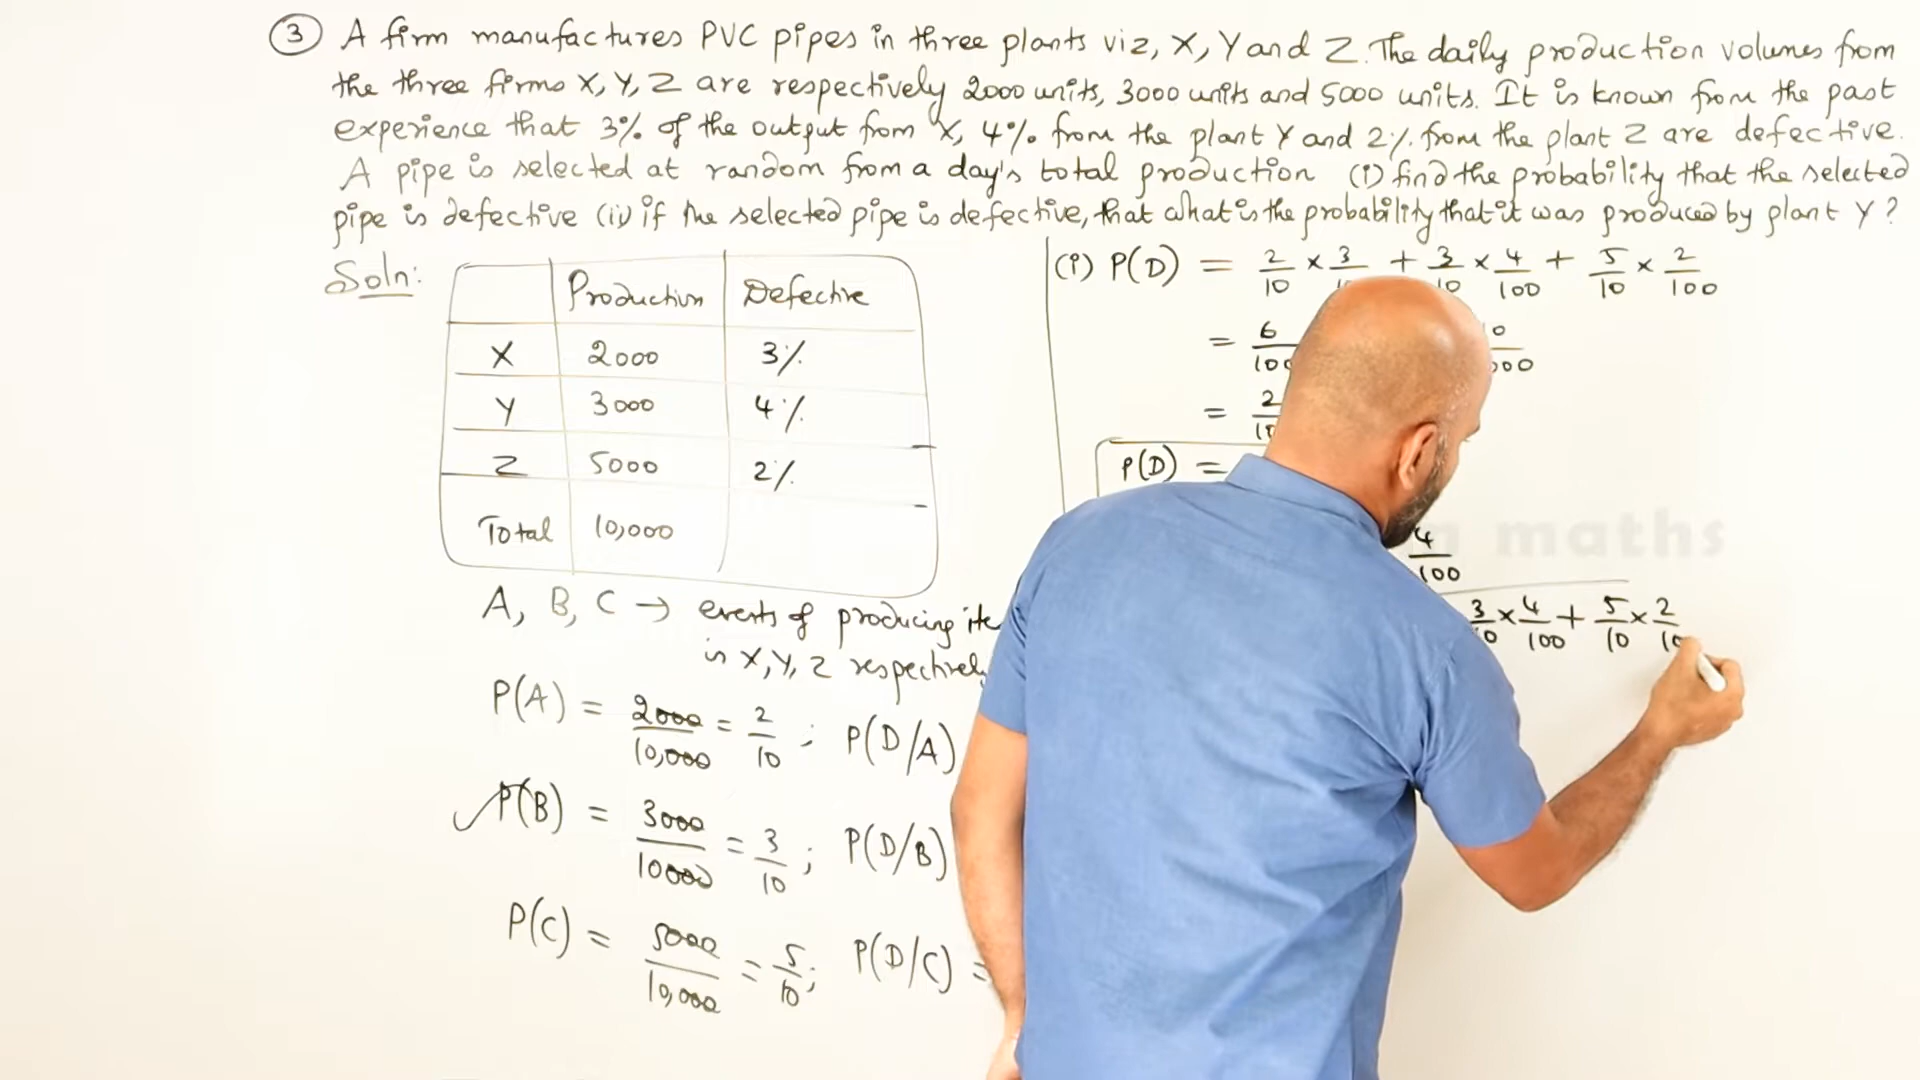 3 A firm manufactures PVC pipes in three plants viz, X, Y and Z. The daily production volumes from
the three firms X, Y, Z are respectively 2000 units, 3000 units and 5000 units. It is known from the past
experience that 3% of the output from X, 4% from the plant Y and 2% from the plant Z are defective.
A pipe is selected at random from a day's total production (i) find the probability that the selected
pipe is defective (ii) if the selected pipe is defective, that what is the probability that it was produced by plant Y?
Soln:
Production Defective
X 2000 3%
Y 3000 4%
Z 5000 2%
Total 10,000
A, B, C → events of producing ite
in X, Y, Z respectively
P(A) = 2000/10,000 = 2/10 ; P(D/A)
✓P(B) = 3000/10000 = 3/10 ; P(D/B)
P(C) = 5000/10,000 = 5/10 ; P(D/C) =
(i) P(D) = 2/10 × 3 + 3/10 × 4/100 + 5/10 × 2/100
= 6
= 2
P(D) =
maths
4/100
3 × 4/100 + 5/10 × 2/10